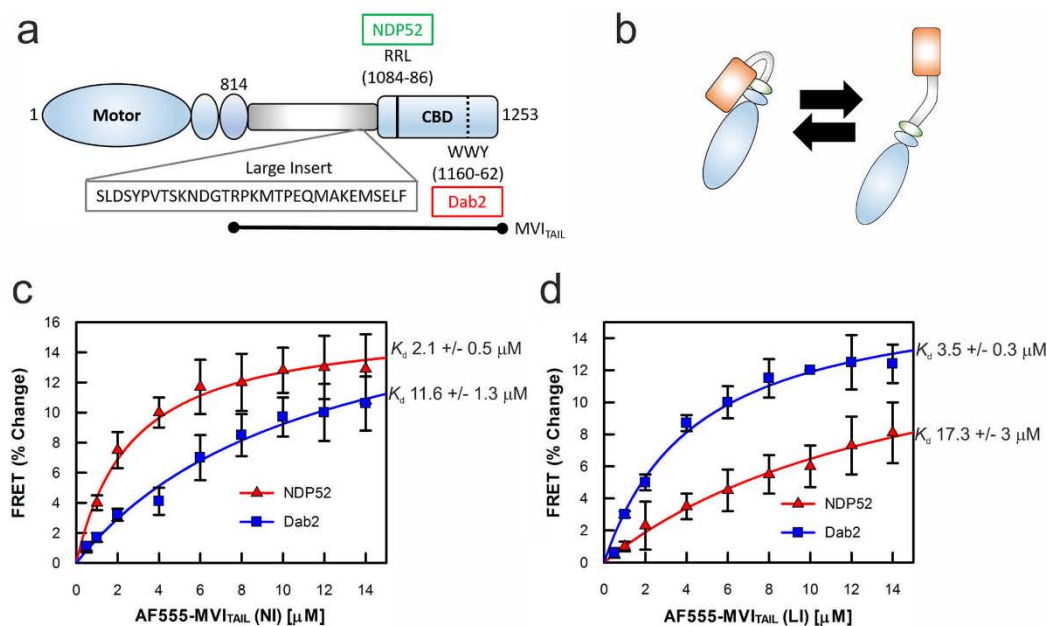 a
NDP52
RRL
(1084-86)
814
1
Motor
CBD
1253
WWY
(1160-62)
Large Insert
SLDSYPVTSKNDGTRPKMTPEQMAKEMSELF
Dab2
MVITAIL
b
c
FRET (% Change)
16
14
12
10
8
6
4
2
0
0 2 4 6 8 10 12 14
AF555-MVITAIL (NI) [μM]
NDP52
Dab2
Kd 2.1 +/- 0.5 μM
Kd 11.6 +/- 1.3 μM
d
FRET (% Change)
14
12
10
8
6
4
2
0
0 2 4 6 8 10 12 14
AF555-MVITAIL (LI) [μM]
NDP52
Dab2
Kd 3.5 +/- 0.3 μM
Kd 17.3 +/- 3 μM